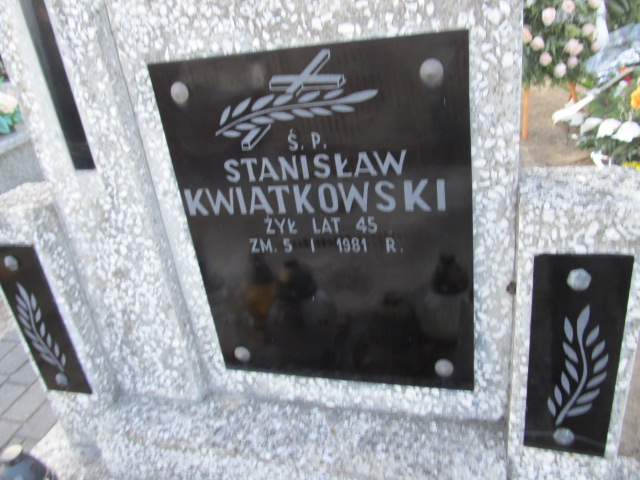 Ś. P.
STANISŁAW
KWIATKOWSKI
ŻYŁ LAT 45
ZM. 5 I 1981 R.